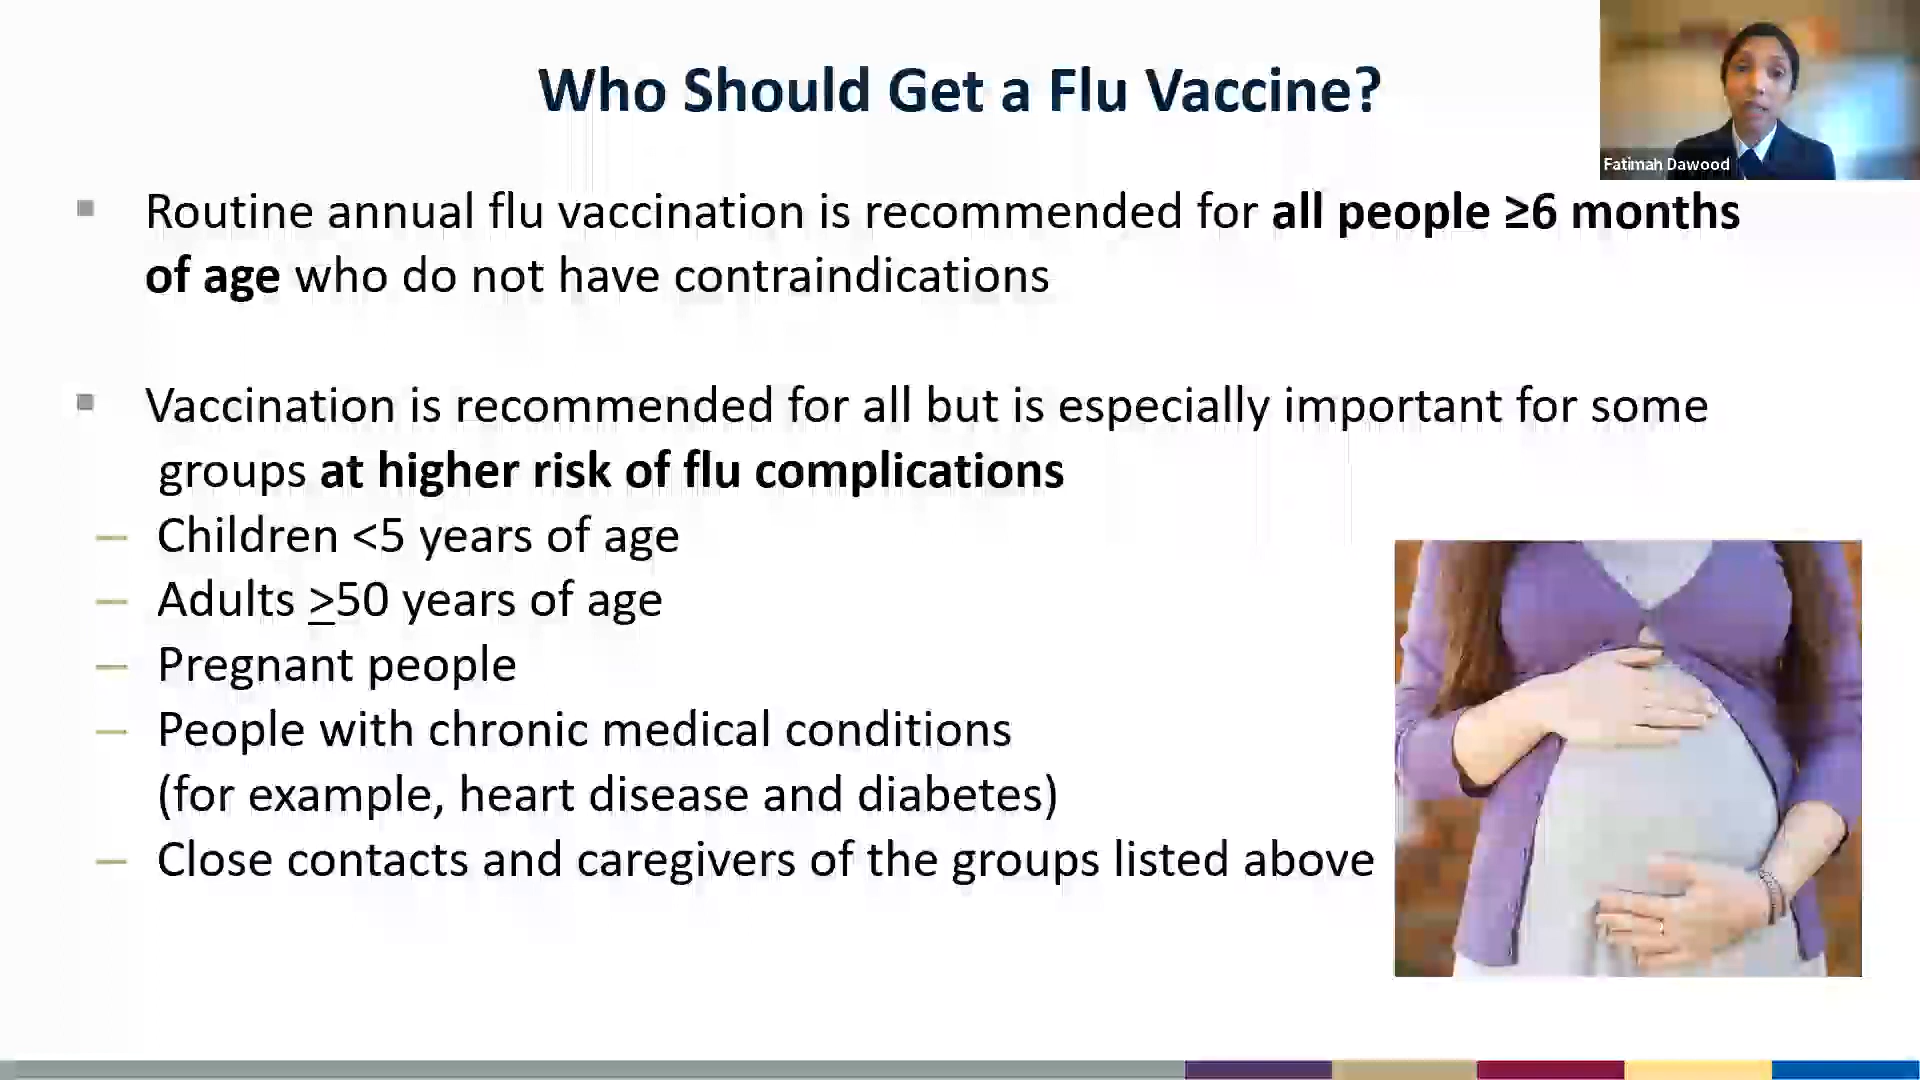 Who Should Get a Flu Vaccine?
Fatimah Dawood
▪ Routine annual flu vaccination is recommended for all people ≥6 months
of age who do not have contraindications
▪ Vaccination is recommended for all but is especially important for some
groups at higher risk of flu complications
— Children <5 years of age
— Adults >50 years of age
— Pregnant people
— People with chronic medical conditions
(for example, heart disease and diabetes)
— Close contacts and caregivers of the groups listed above